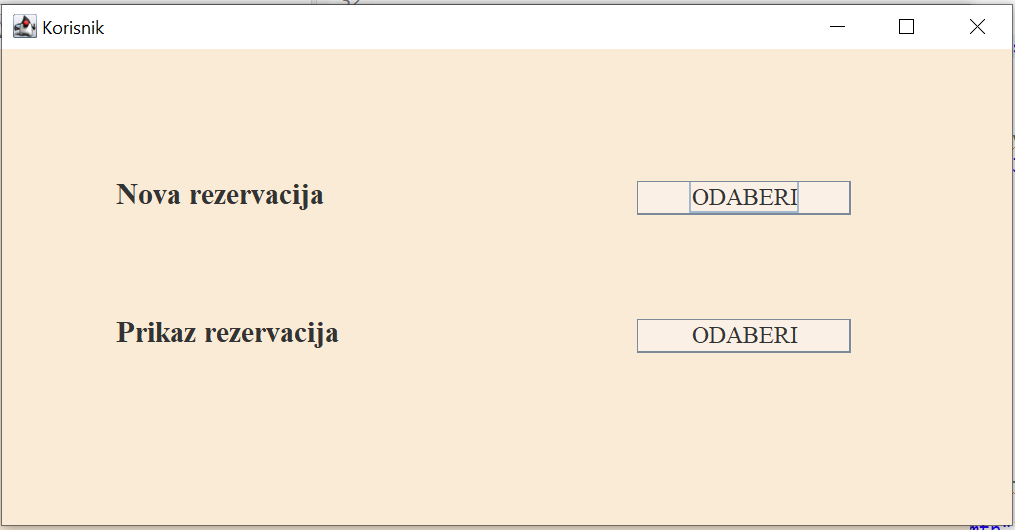 Korisnik
Nova rezervacija
ODABERI
Prikaz rezervacija
ODABERI